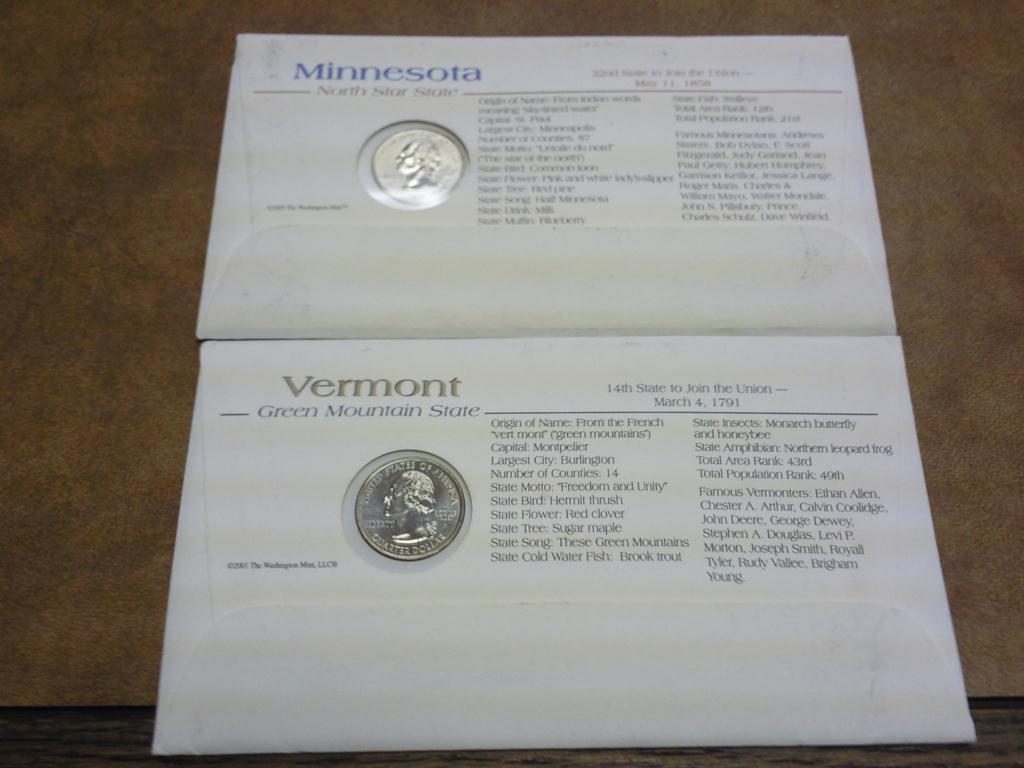 Minnesota
North Star State
32nd State to Join the Union —
May 11, 1858
Origin of Name: From Indian words
meaning "sky-tinted water"
Capital: St. Paul
Largest City: Minneapolis
Number of Counties: 87
State Motto: "L'etoile du nord"
("The star of the north")
State Bird: Common loon
State Flower: Pink and white lady's-slipper
State Tree: Red pine
State Song: Hail! Minnesota
State Drink: Milk
State Muffin: Blueberry
State Fish: Walleye
Total Area Rank: 12th
Total Population Rank: 21st
Famous Minnesotans: Andrews
Sisters, Bob Dylan, F. Scott
Fitzgerald, Judy Garland, Jean
Paul Getty, Hubert Humphrey,
Garrison Keillor, Jessica Lange,
Roger Maris, Charles &
William Mayo, Walter Mondale,
John S. Pillsbury, Prince,
Charles Schulz, Dave Winfield.
©2005 The Washington Mint™
Vermont
Green Mountain State
14th State to Join the Union —
March 4, 1791
Origin of Name: From the French
"vert mont" ("green mountains")
Capital: Montpelier
Largest City: Burlington
Number of Counties: 14
State Motto: "Freedom and Unity"
State Bird: Hermit thrush
State Flower: Red clover
State Tree: Sugar maple
State Song: These Green Mountains
State Cold Water Fish: Brook trout
State Insects: Monarch butterfly
and honeybee
State Amphibian: Northern leopard frog
Total Area Rank: 43rd
Total Population Rank: 49th
Famous Vermonters: Ethan Allen,
Chester A. Arthur, Calvin Coolidge,
John Deere, George Dewey,
Stephen A. Douglas, Levi P.
Morton, Joseph Smith, Royall
Tyler, Rudy Vallee, Brigham
Young.
UNITED STATES OF AMERICA
LIBERTY
QUARTER DOLLAR
©2001 The Washington Mint, LLC®